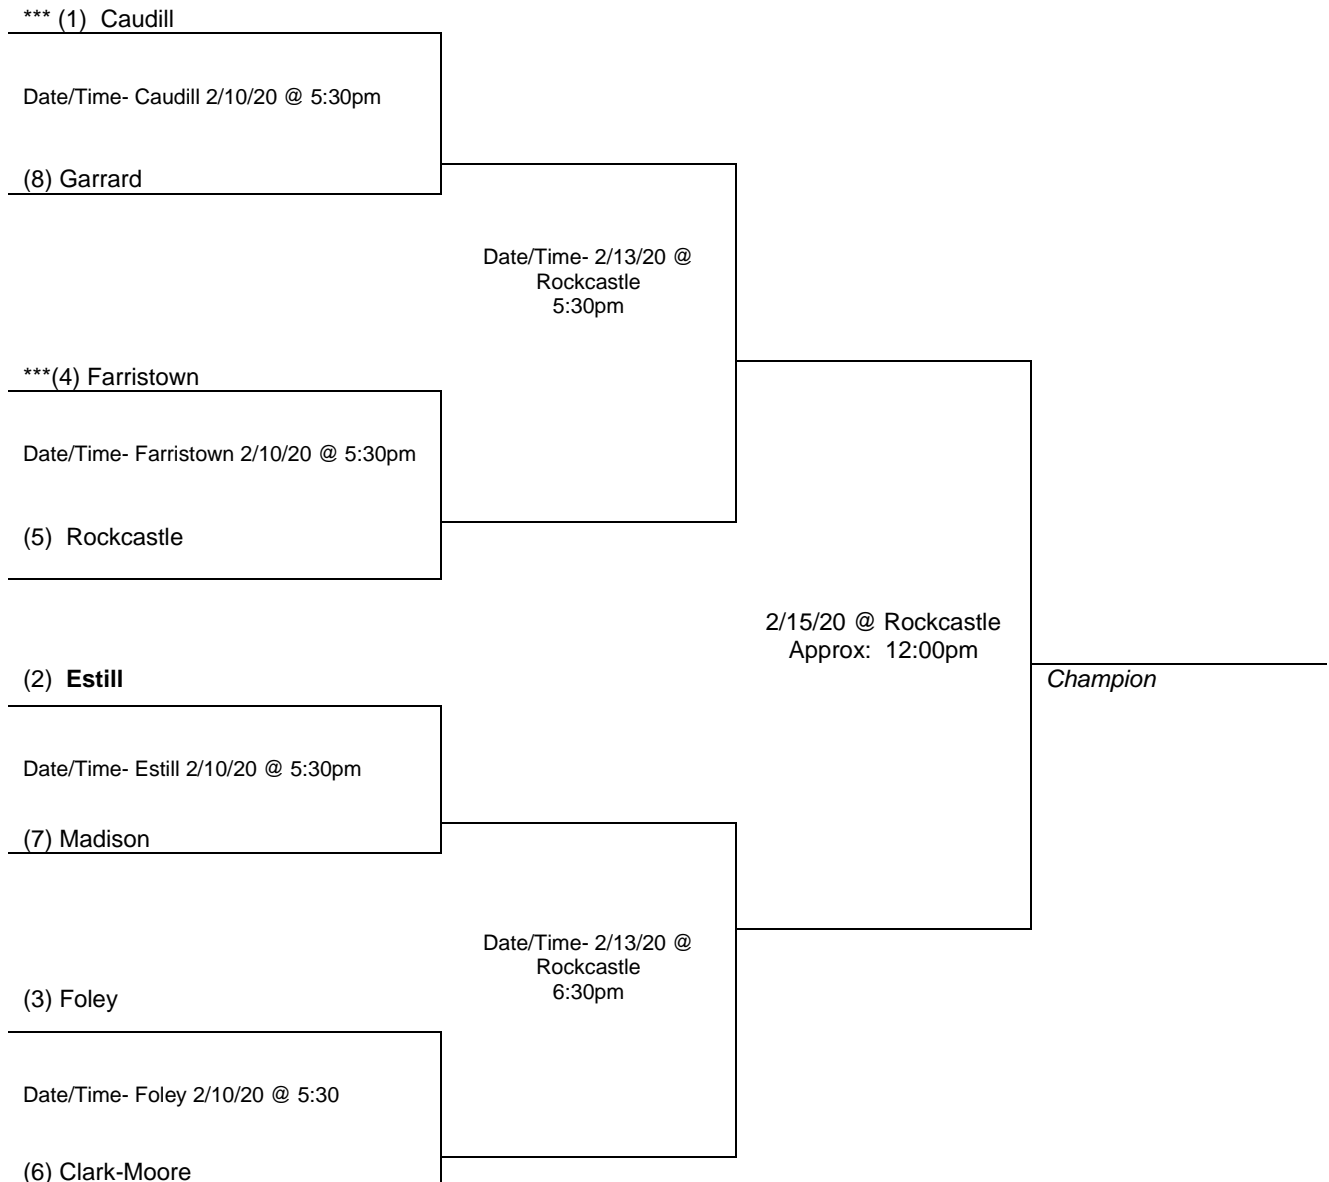 *** (1)  Caudill
Date/Time- Caudill 2/10/20 @ 5:30pm
(8) Garrard
Date/Time- 2/13/20 @
Rockcastle
5:30pm
***(4) Farristown
Date/Time- Farristown 2/10/20 @ 5:30pm
(5)  Rockcastle
2/15/20 @ Rockcastle
Approx:  12:00pm
(2)  Estill
Champion
Date/Time- Estill 2/10/20 @ 5:30pm
(7) Madison
Date/Time- 2/13/20 @
Rockcastle
6:30pm
(3) Foley
Date/Time- Foley 2/10/20 @ 5:30
(6) Clark-Moore